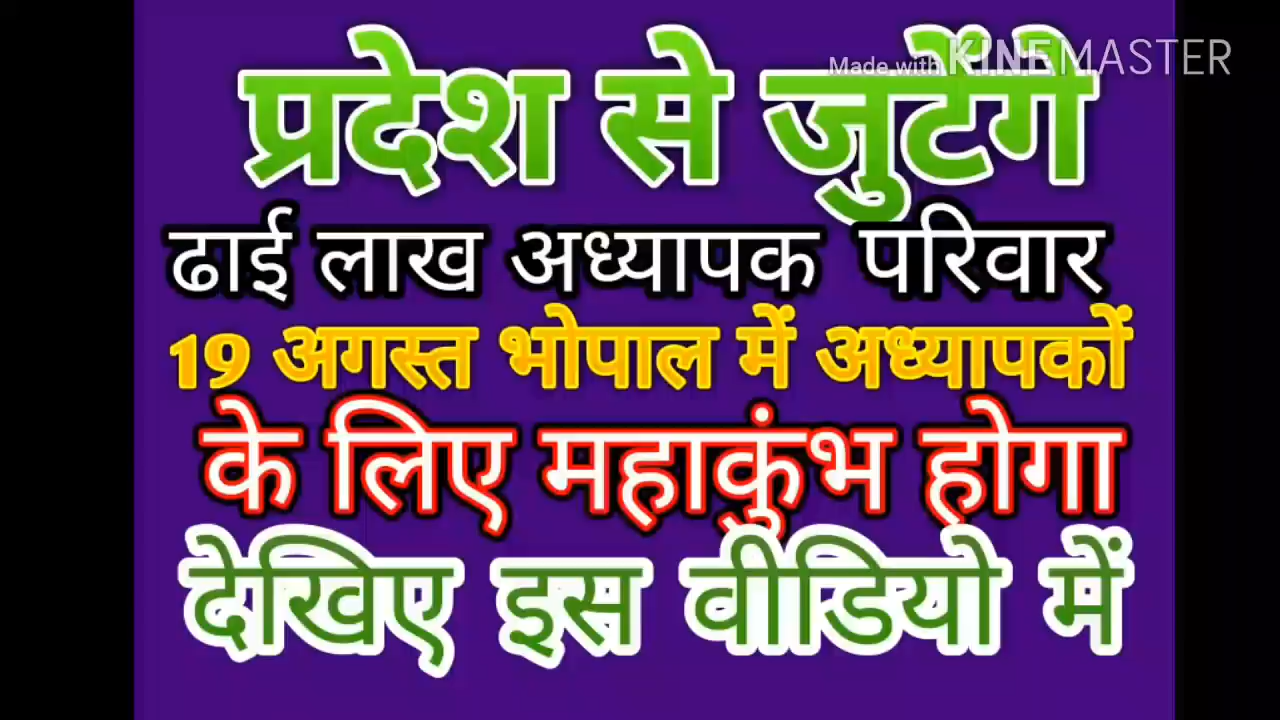 Made with KINEMASTER
प्रदेश से जुटेंगे
ढाई लाख अध्यापक परिवार
19 अगस्त भोपाल में अध्यापकों
के लिए महाकुंभ होगा
देखिए इस वीडियो में